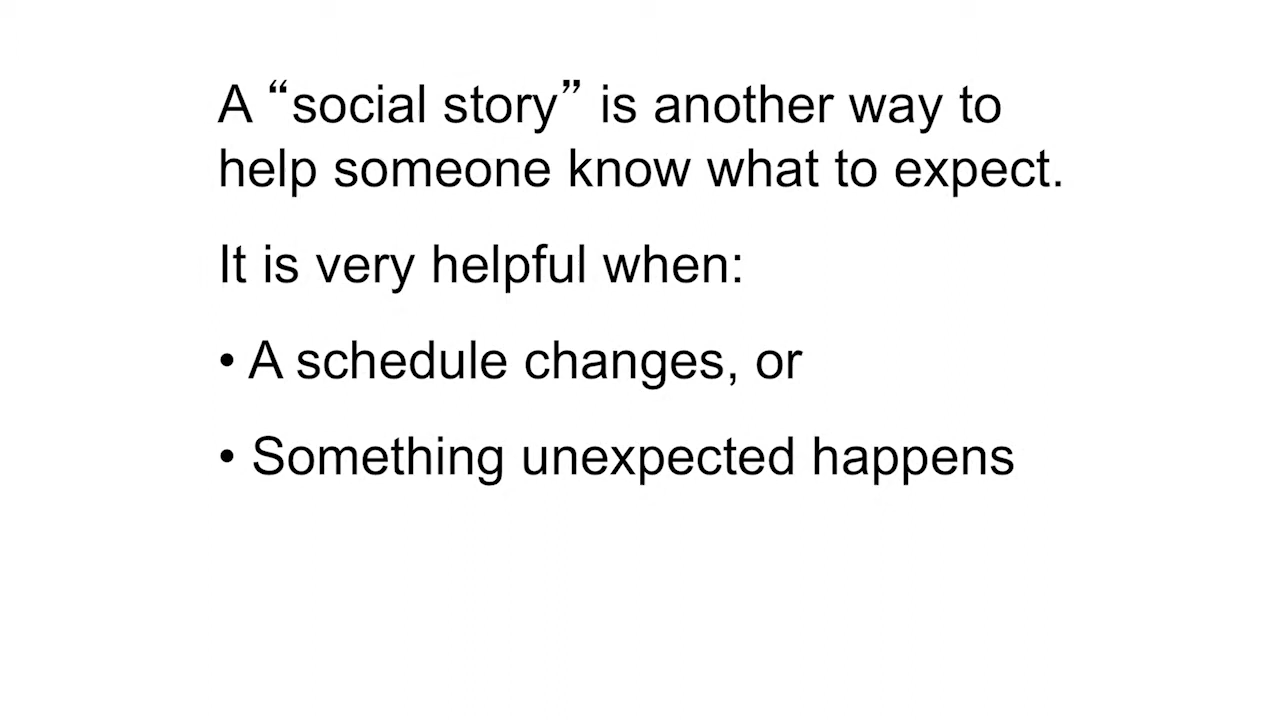 A “social story” is another way to
help someone know what to expect.
It is very helpful when:
• A schedule changes, or
• Something unexpected happens